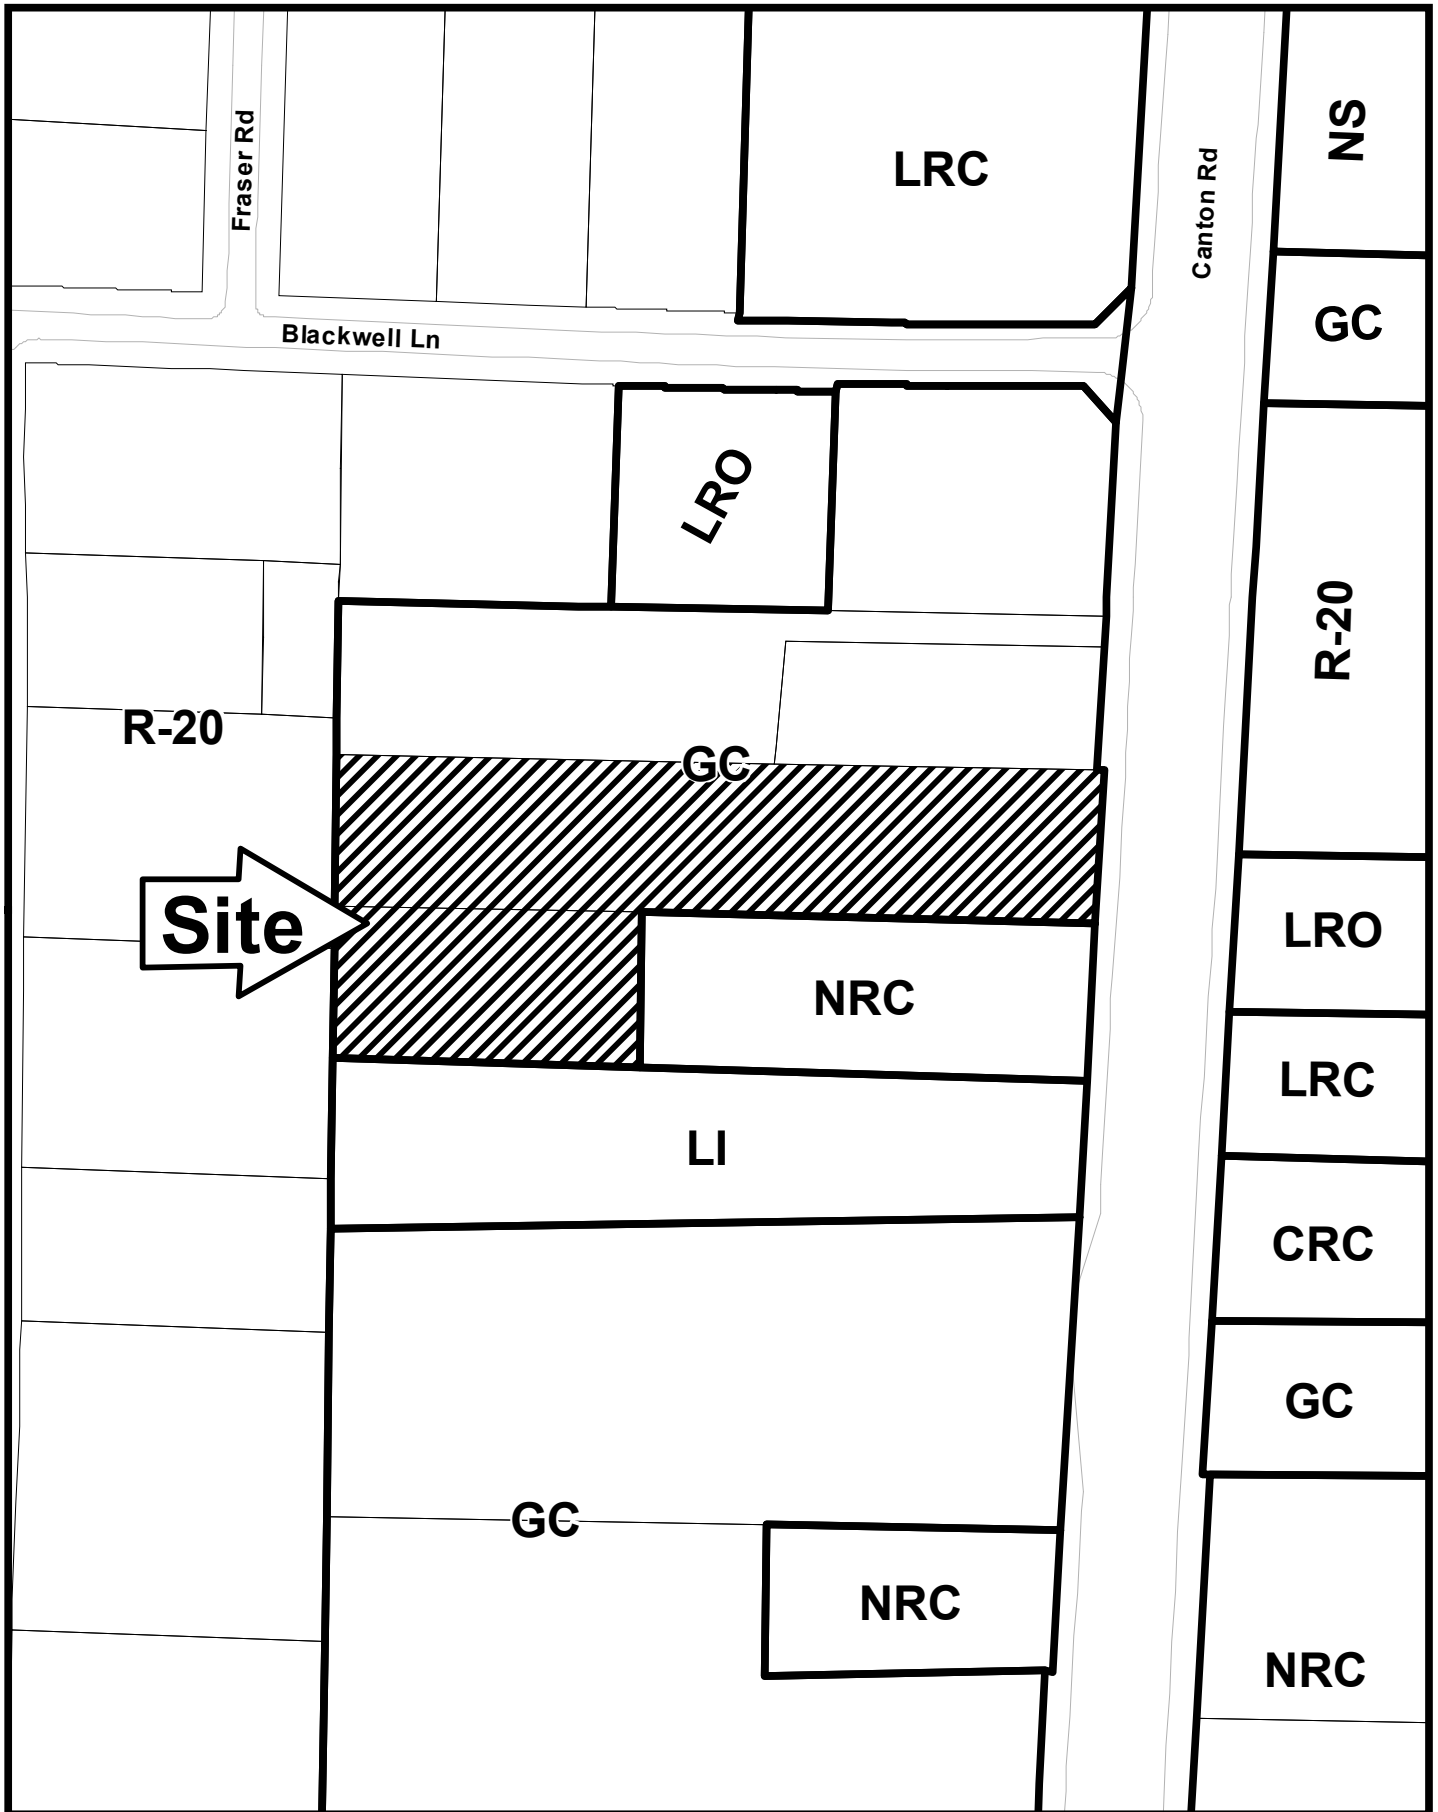 NS
LRC
Fraser Rd
Canton Rd
GC
Blackwell Ln
LRO
R-20
R-20
GC
Site
LRO
NRC
LRC
LI
CRC
GC
GC
NRC
NRC